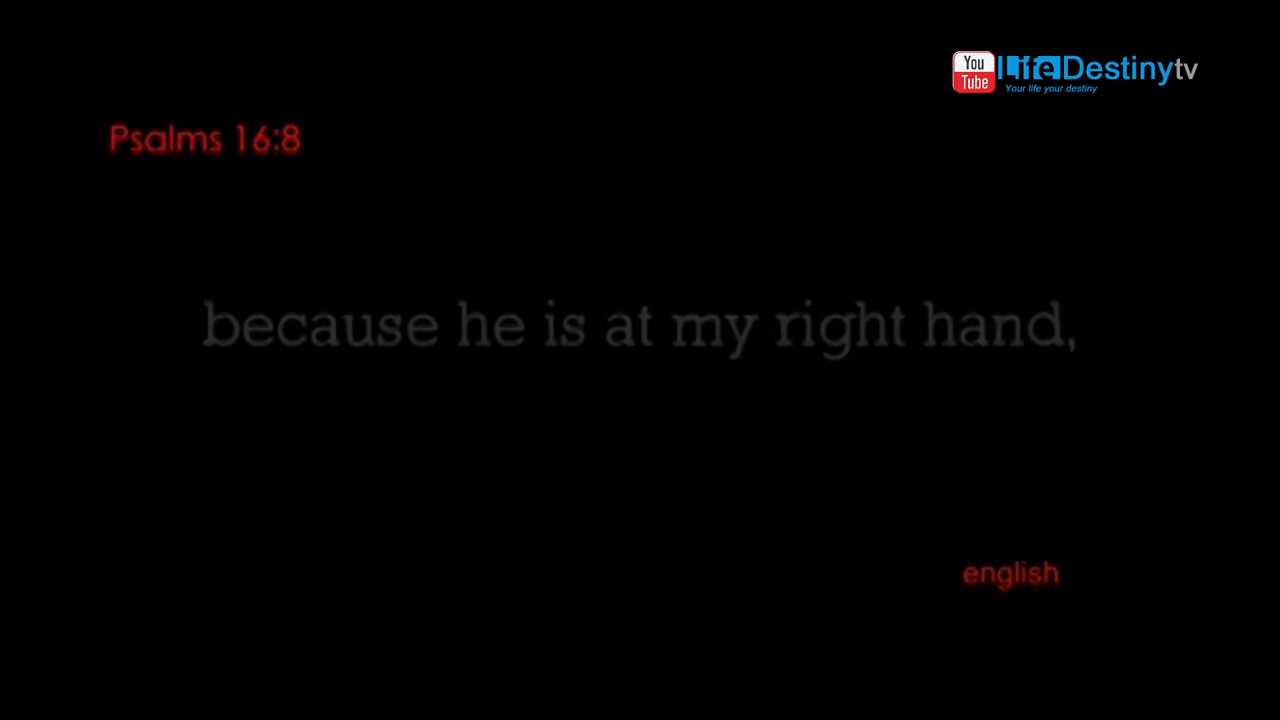 You
Tube
LifeDestinytv
Your life your destiny
Psalms 16:8
because he is at my right hand,
english